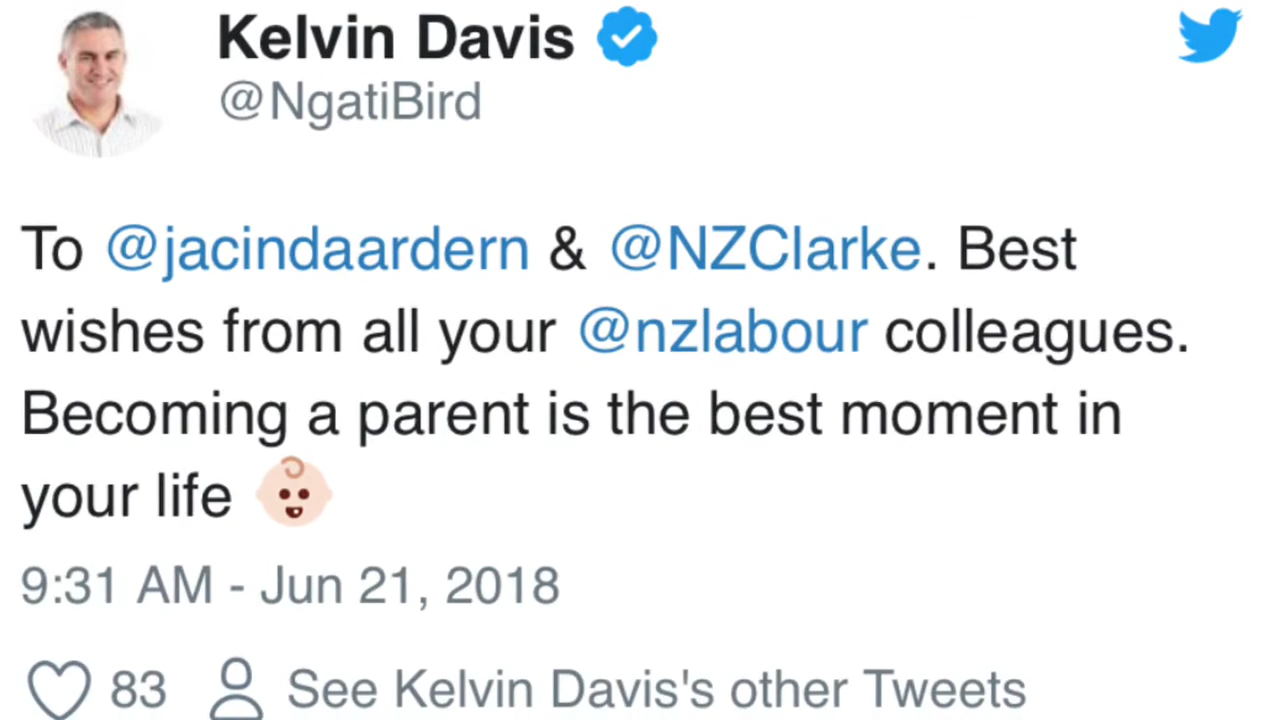 Kelvin Davis
@NgatiBird
To @jacindaardern & @NZClarke. Best
wishes from all your @nzlabour colleagues.
Becoming a parent is the best moment in
your life 👶
9:31 AM - Jun 21, 2018
83 See Kelvin Davis's other Tweets